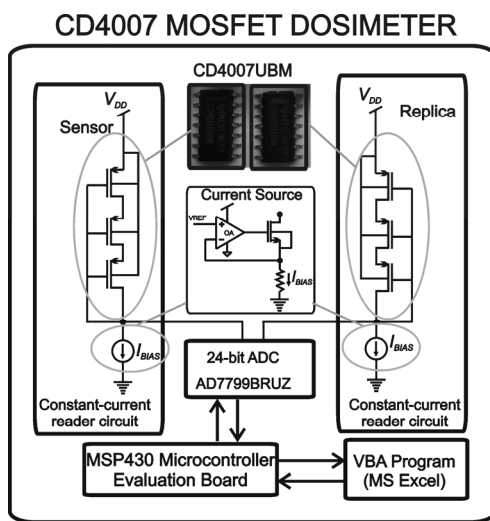 CD4007 MOSFET DOSIMETER
CD4007UBM
VDD
Sensor
VDD
Replica
Current Source
VREF
OA
IBIAS
IBIAS
IBIAS
24-bit ADC
AD7799BRUZ
Constant-current
reader circuit
Constant-current
reader circuit
MSP430 Microcontroller
Evaluation Board
VBA Program
(MS Excel)